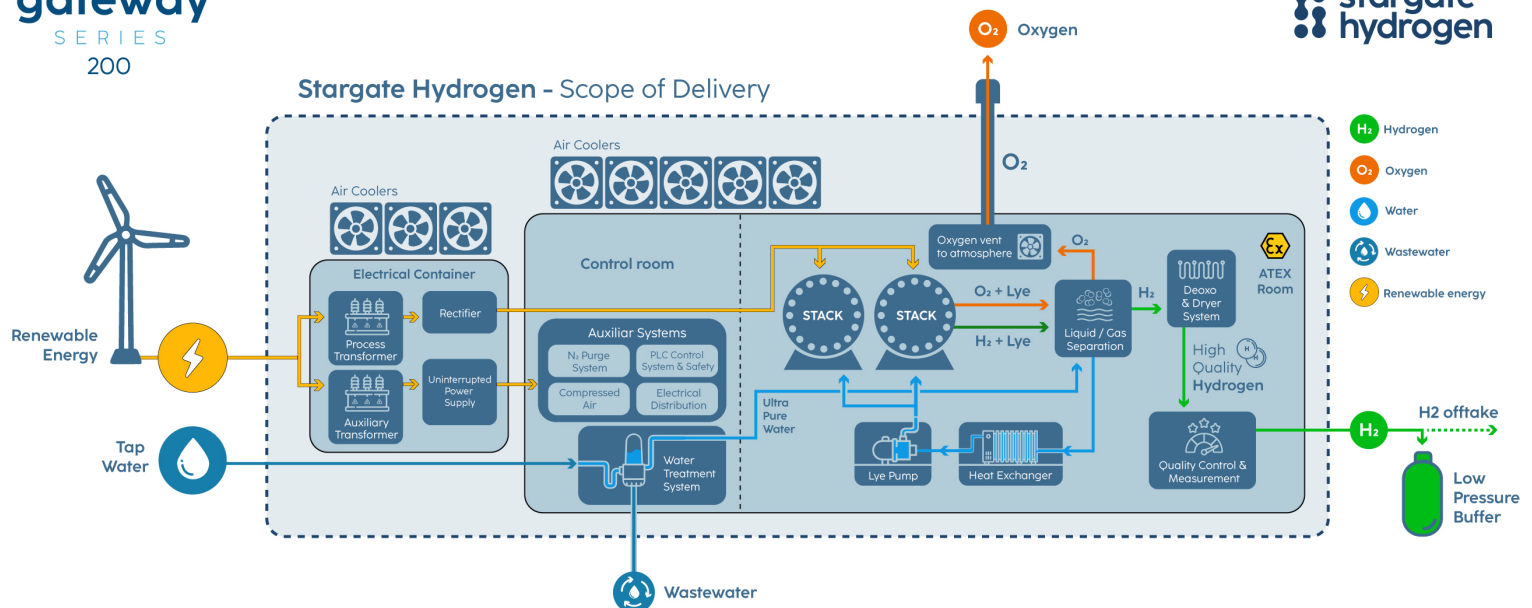 gateway
SERIES
200
stargate
hydrogen
O₂ Oxygen
Stargate Hydrogen - Scope of Delivery
H₂ Hydrogen
O₂ Oxygen
Water
Wastewater
Renewable energy
Air Coolers
Air Coolers
O₂
Renewable
Energy
Electrical Container
Process
Transformer
Rectifier
Auxiliary
Transformer
Uninterrupted
Power
Supply
Control room
Auxiliar Systems
N₂ Purge
System
PLC Control
System & Safety
Compressed
Air
Electrical
Distribution
Tap
Water
Water
Treatment
System
Wastewater
Ultra
Pure
Water
STACK
STACK
Oxygen vent
to atmosphere
O₂
O₂ + Lye
H₂ + Lye
Liquid / Gas
Separation
H₂
Deoxo
& Dryer
System
Ex
ATEX
Room
High
Quality
Hydrogen
H
H
Lye Pump
Heat Exchanger
Quality Control &
Measurement
H₂
H2 offtake
Low
Pressure
Buffer